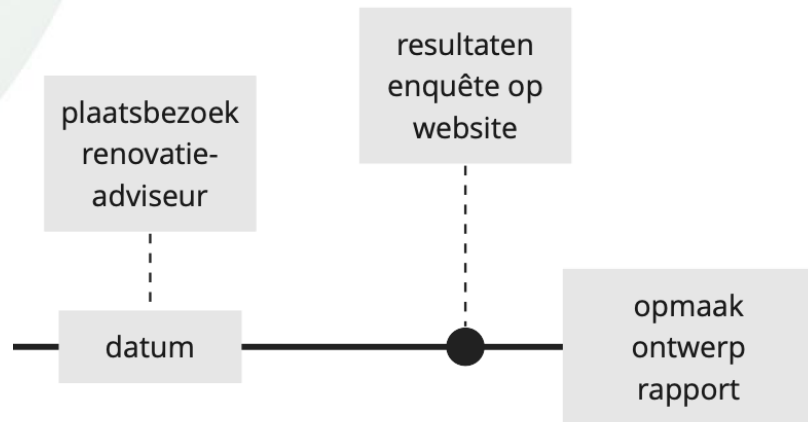 plaatsbezoek
renovatie-
adviseur
datum
resultaten
enquête op
website
opmaak
ontwerp
rapport